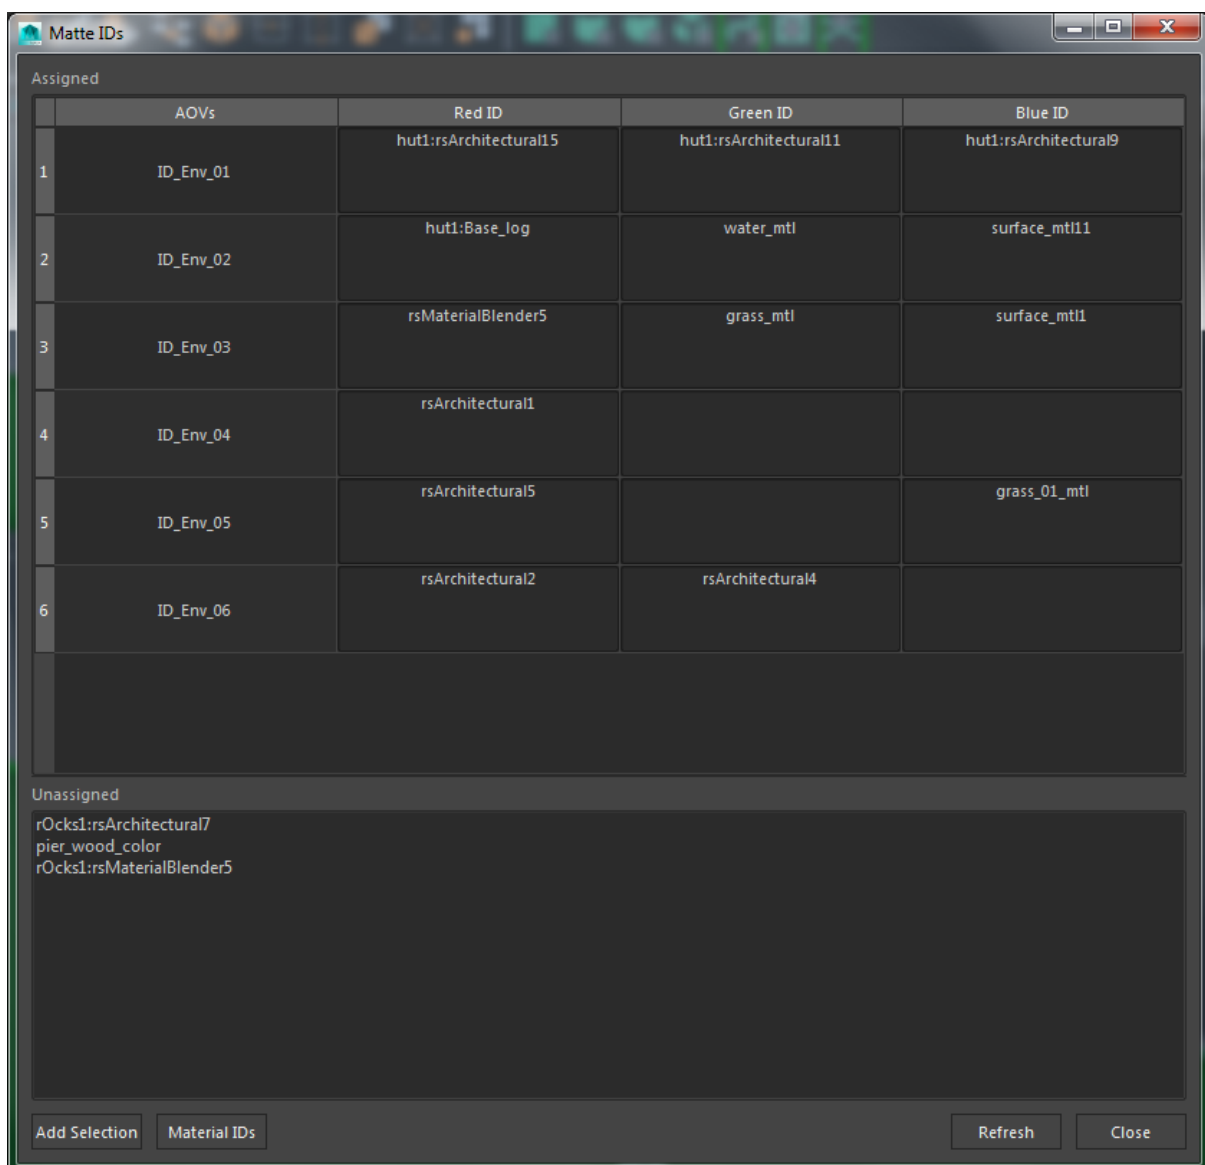 Matte IDs
Assigned
AOVs Red ID Green ID Blue ID
hut1:rsArchitectural15 hut1:rsArchitectural11 hut1:rsArchitectural9
1 ID_Env_01
hut1:Base_log water_mtl surface_mtl11
2 ID_Env_02
rsMaterialBlender5 grass_mtl surface_mtl1
3 ID_Env_03
rsArchitectural1
4 ID_Env_04
rsArchitectural5 grass_01_mtl
5 ID_Env_05
rsArchitectural2 rsArchitectural4
6 ID_Env_06
Unassigned
rOcks1:rsArchitectural7
pier_wood_color
rOcks1:rsMaterialBlender5
Add Selection Material IDs Refresh Close